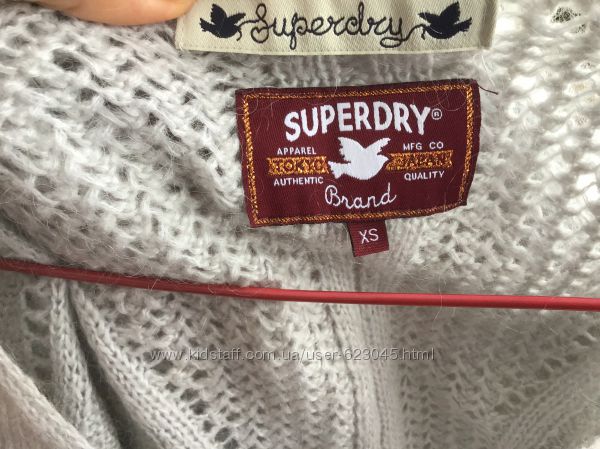 Superdry
SUPERDRY®
APPAREL MFG CO
TOKYO JAPAN
AUTHENTIC QUALITY
Brand
XS
www.kidstaff.com.ua/user-623045.html